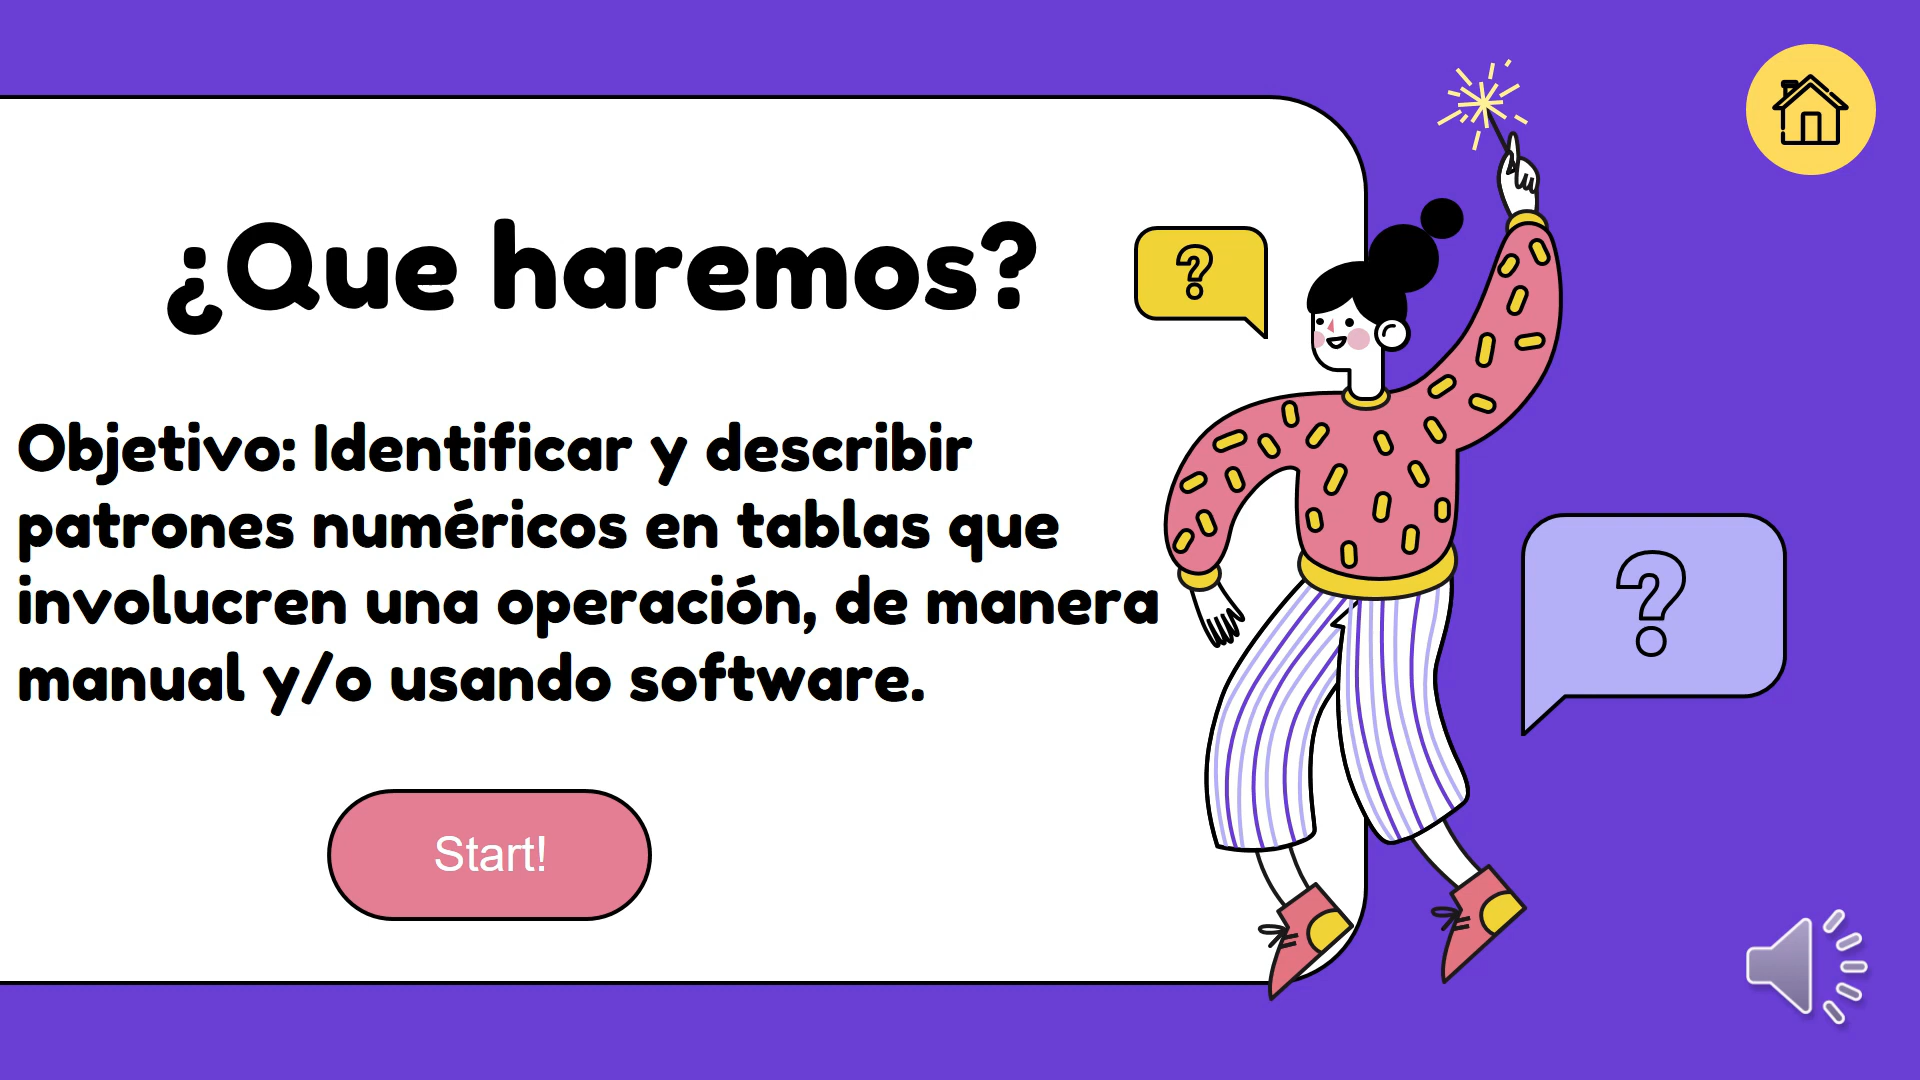 ¿Que haremos?
?
Objetivo: Identificar y describir
patrones numéricos en tablas que
involucren una operación, de manera
manual y/o usando software.
?
Start!